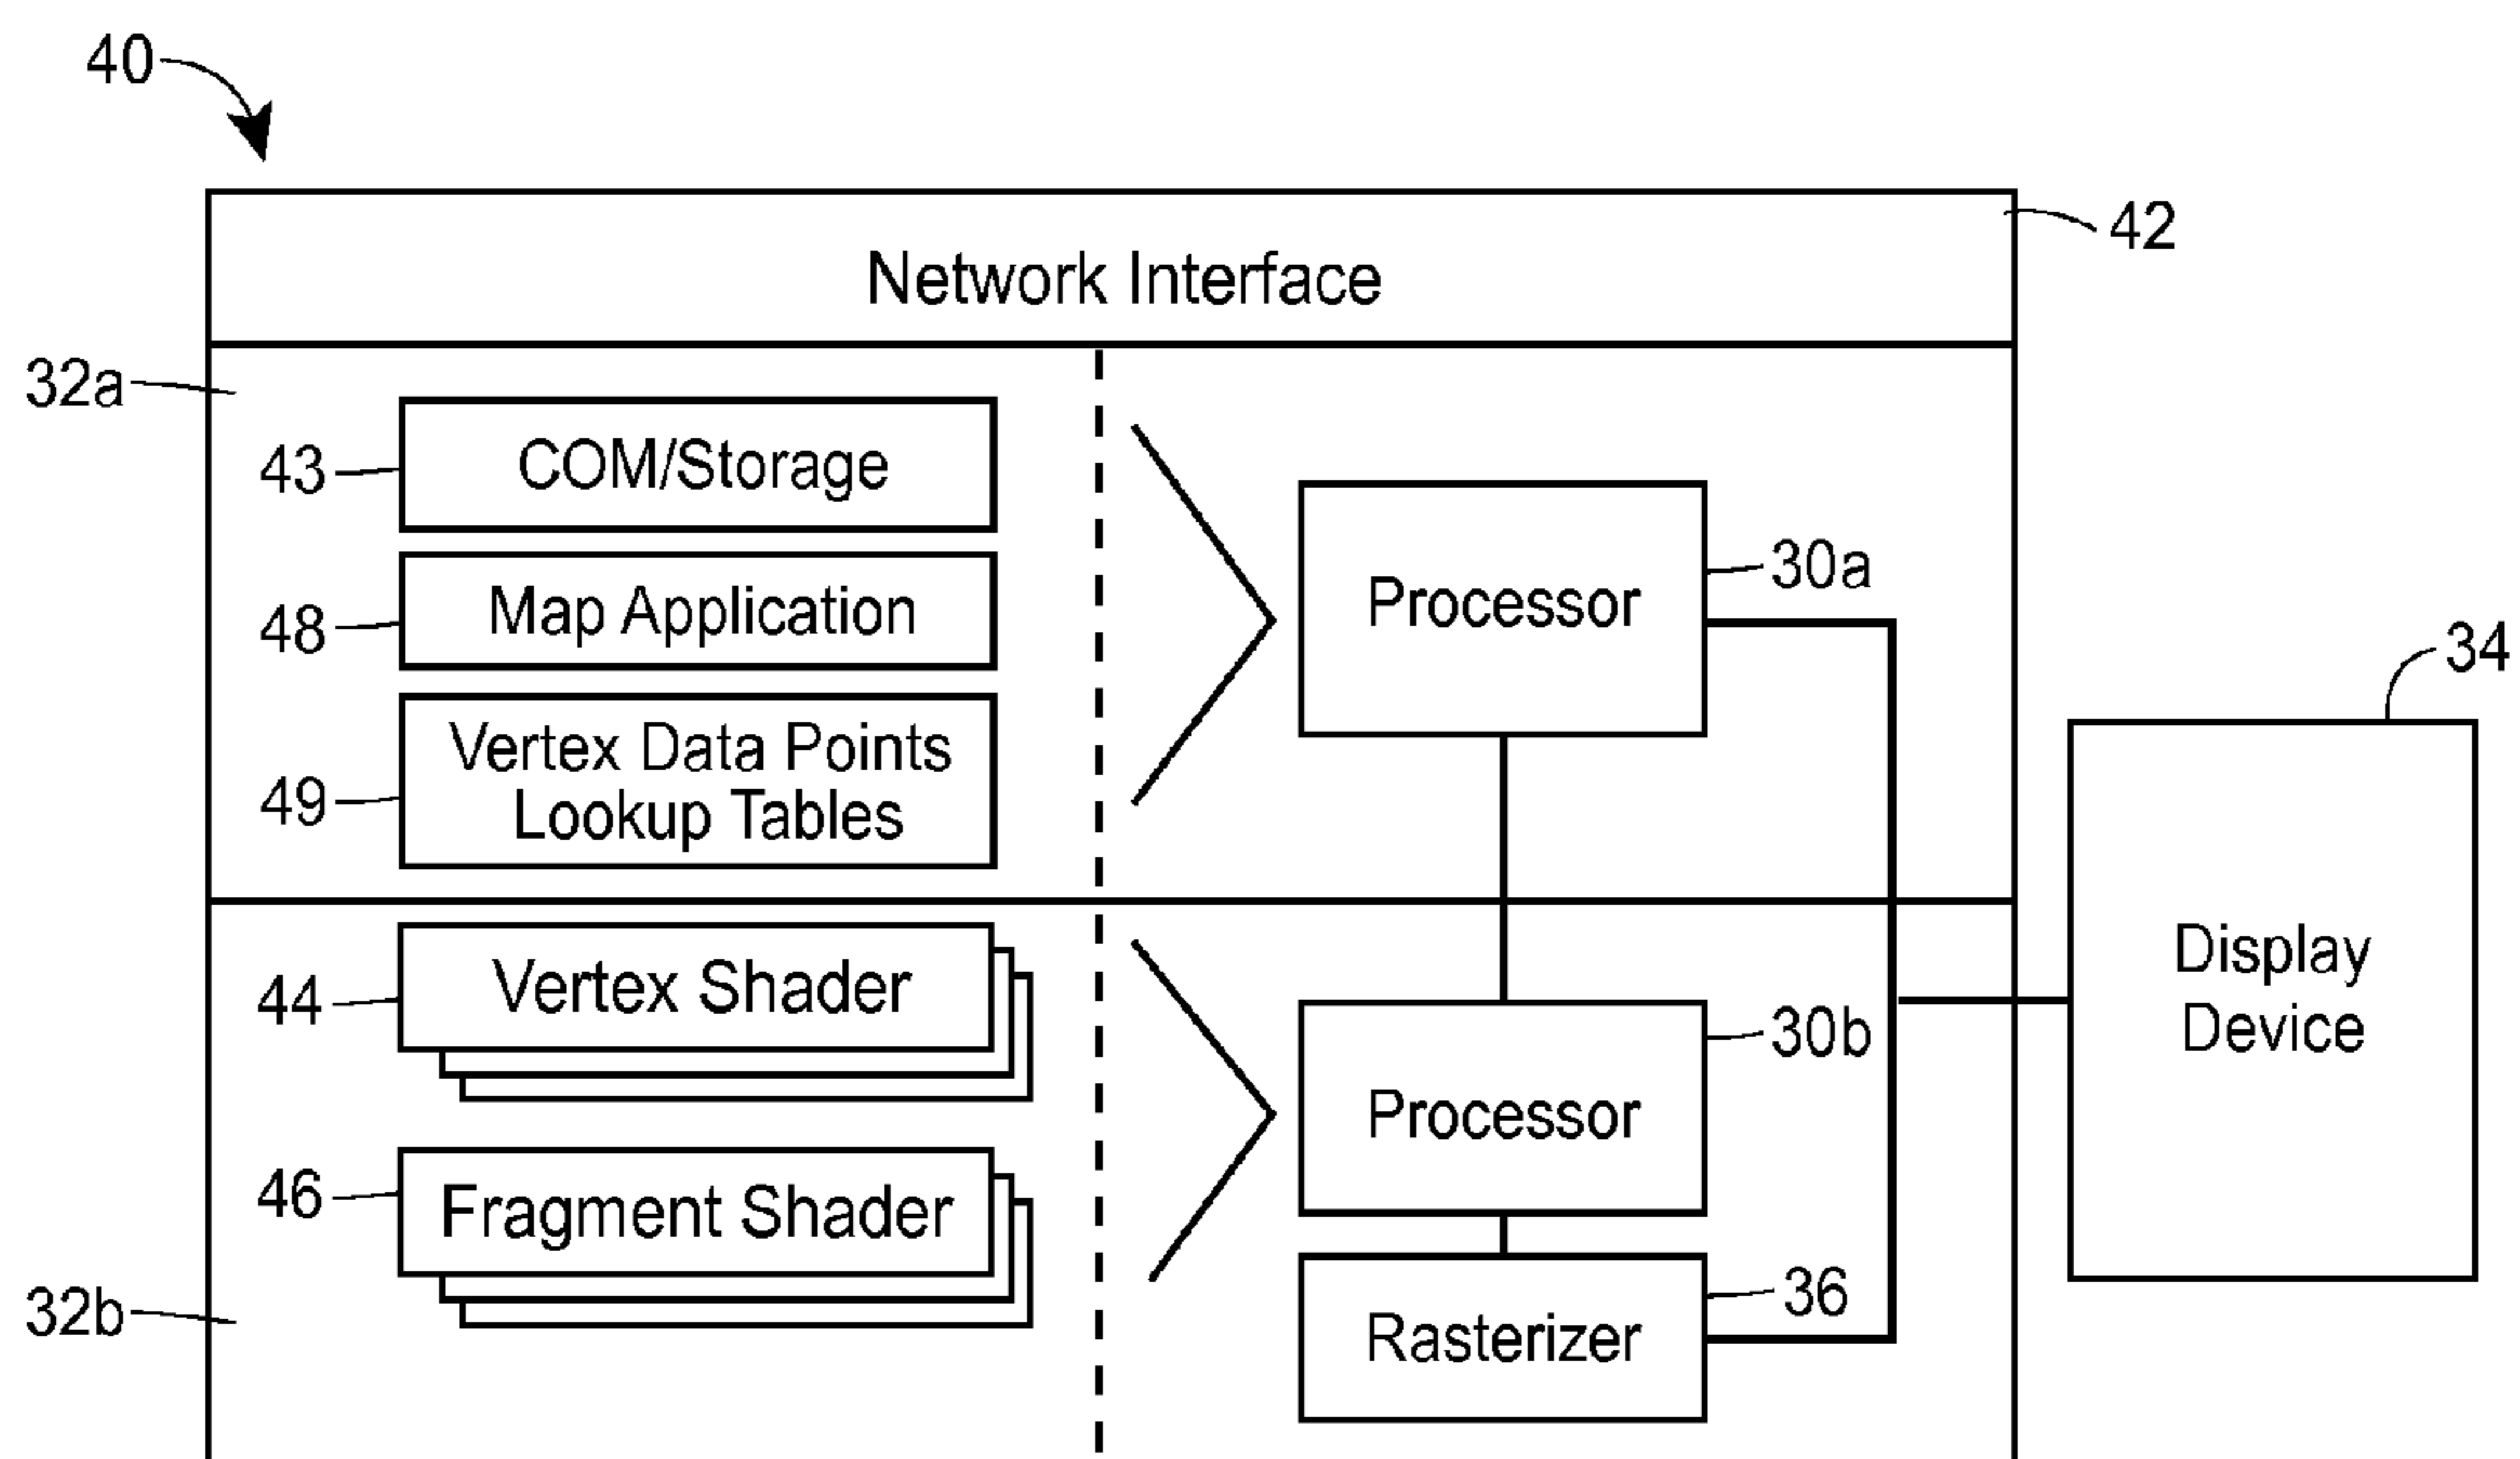 40
42
Network Interface
32a
43
COM/Storage
48
Map Application
49
Vertex Data Points
Lookup Tables
Processor
30a
34
Display
Device
44
Vertex Shader
30b
Processor
46
Fragment Shader
36
Rasterizer
32b